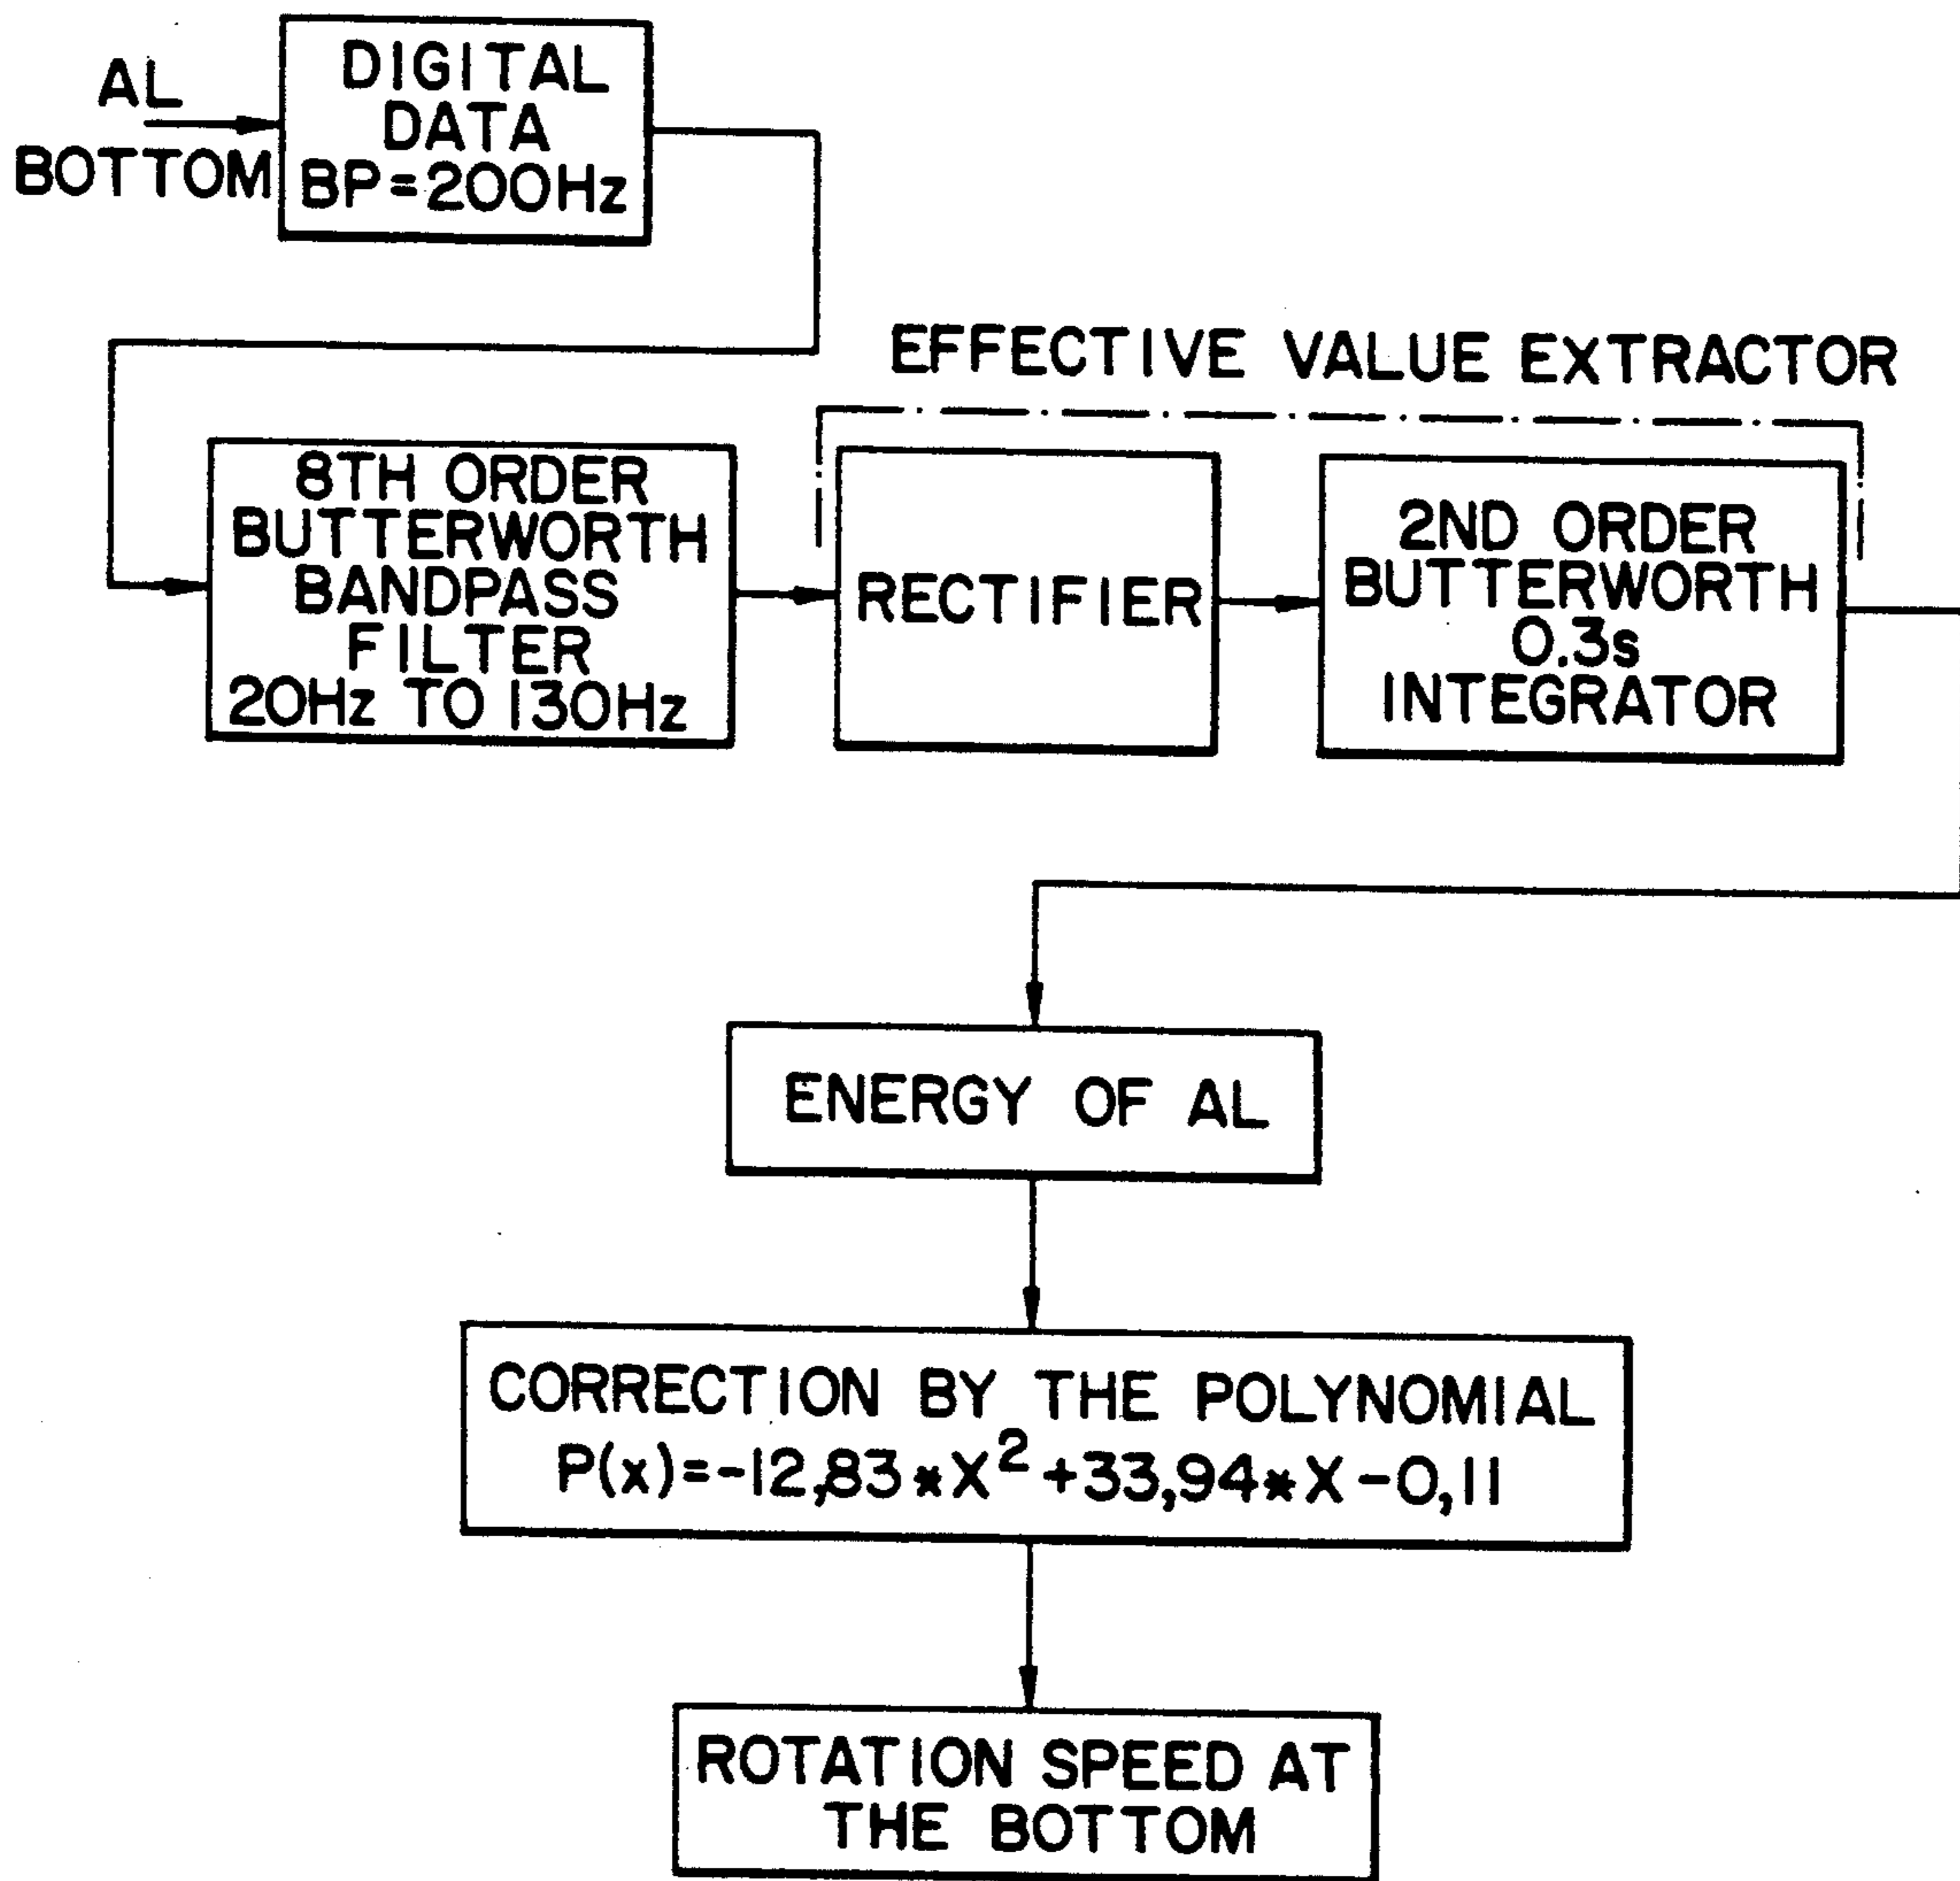 AL
BOTTOM
DIGITAL
DATA
BP=200Hz
EFFECTIVE VALUE EXTRACTOR
8TH ORDER
BUTTERWORTH
BANDPASS
FILTER
20Hz TO 130Hz
RECTIFIER
2ND ORDER
BUTTERWORTH
0.3s
INTEGRATOR
ENERGY OF AL
CORRECTION BY THE POLYNOMIAL
P(x)=-12,83*X²+33,94*X-0,11
ROTATION SPEED AT
THE BOTTOM